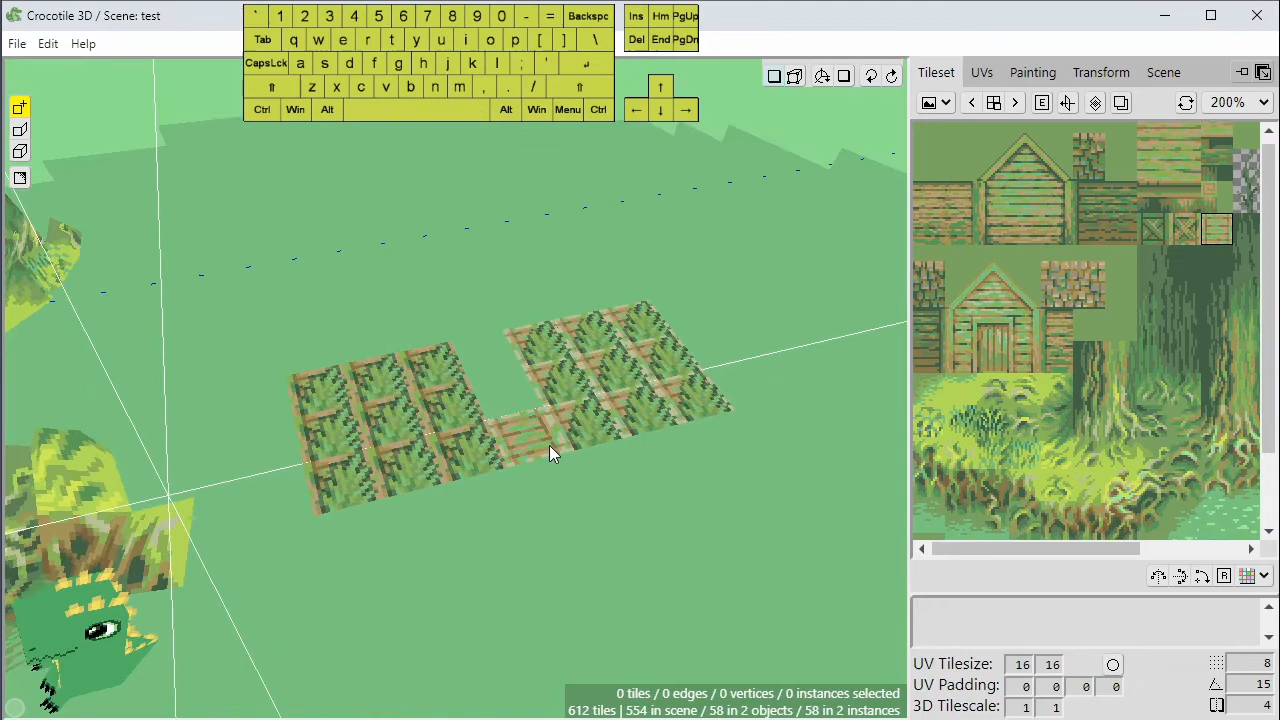 Crocotile 3D / Scene: test
File Edit Help
` 1 2 3 4 5 6 7 8 9 0 - = Backspc
Tab q w e r t y u i o p [ ] \
CapsLck a s d f g h j k l ; '
z x c v b n m , . /
Ctrl Win Alt Alt Win Menu Ctrl
Ins Hm PgUp
Del End PgDn
Tileset UVs Painting Transform Scene
E 200%
R
UV Tilesize: 16 16 8
UV Padding: 0 0 0 0 15
3D Tilescale: 1 1 4
0 tiles / 0 edges / 0 vertices / 0 instances selected
612 tiles | 554 in scene / 58 in 2 objects / 58 in 2 instances